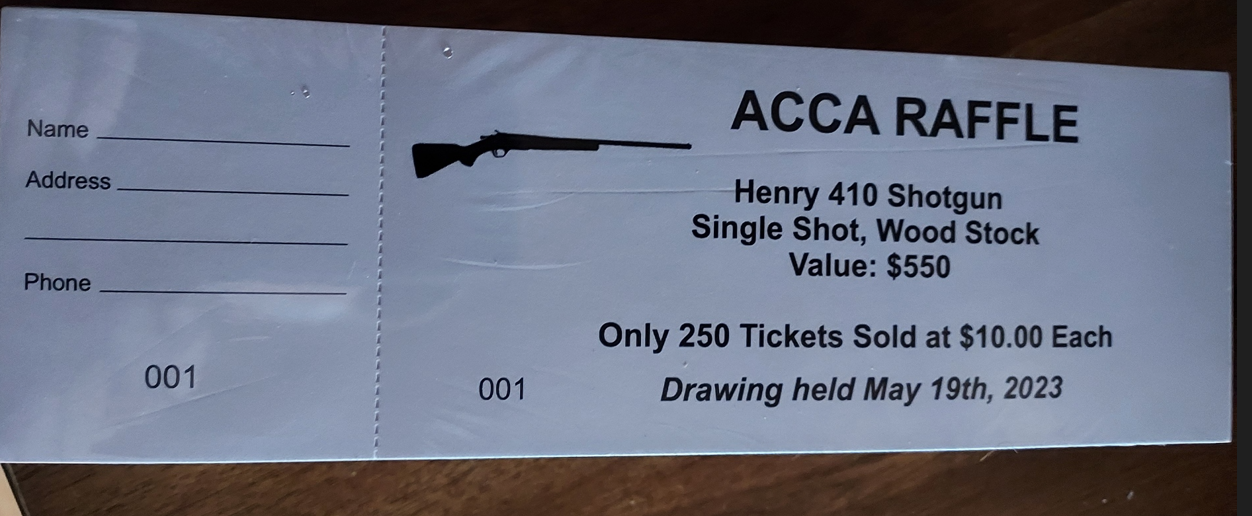 Name
Address
Phone
001
ACCA RAFFLE
Henry 410 Shotgun
Single Shot, Wood Stock
Value: $550
Only 250 Tickets Sold at $10.00 Each
001
Drawing held May 19th, 2023